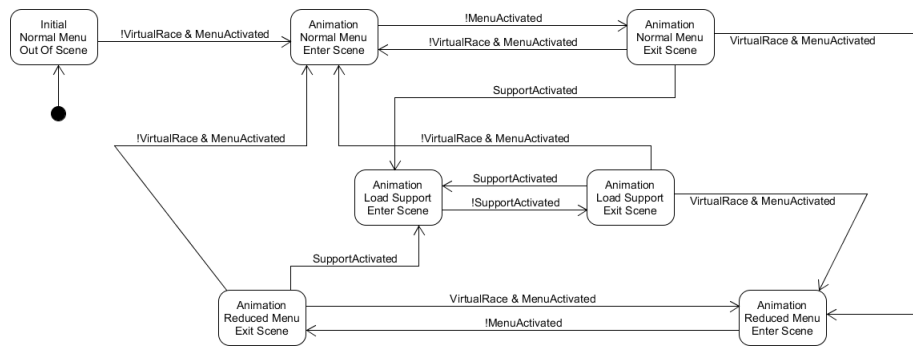 Initial
Normal Menu
Out Of Scene
!VirtualRace & MenuActivated
Animation
Normal Menu
Enter Scene
!MenuActivated
!VirtualRace & MenuActivated
Animation
Normal Menu
Exit Scene
VirtualRace & MenuActivated
SupportActivated
!VirtualRace & MenuActivated
!VirtualRace & MenuActivated
Animation
Load Support
Enter Scene
SupportActivated
!SupportActivated
Animation
Load Support
Exit Scene
VirtualRace & MenuActivated
SupportActivated
Animation
Reduced Menu
Exit Scene
VirtualRace & MenuActivated
!MenuActivated
Animation
Reduced Menu
Enter Scene